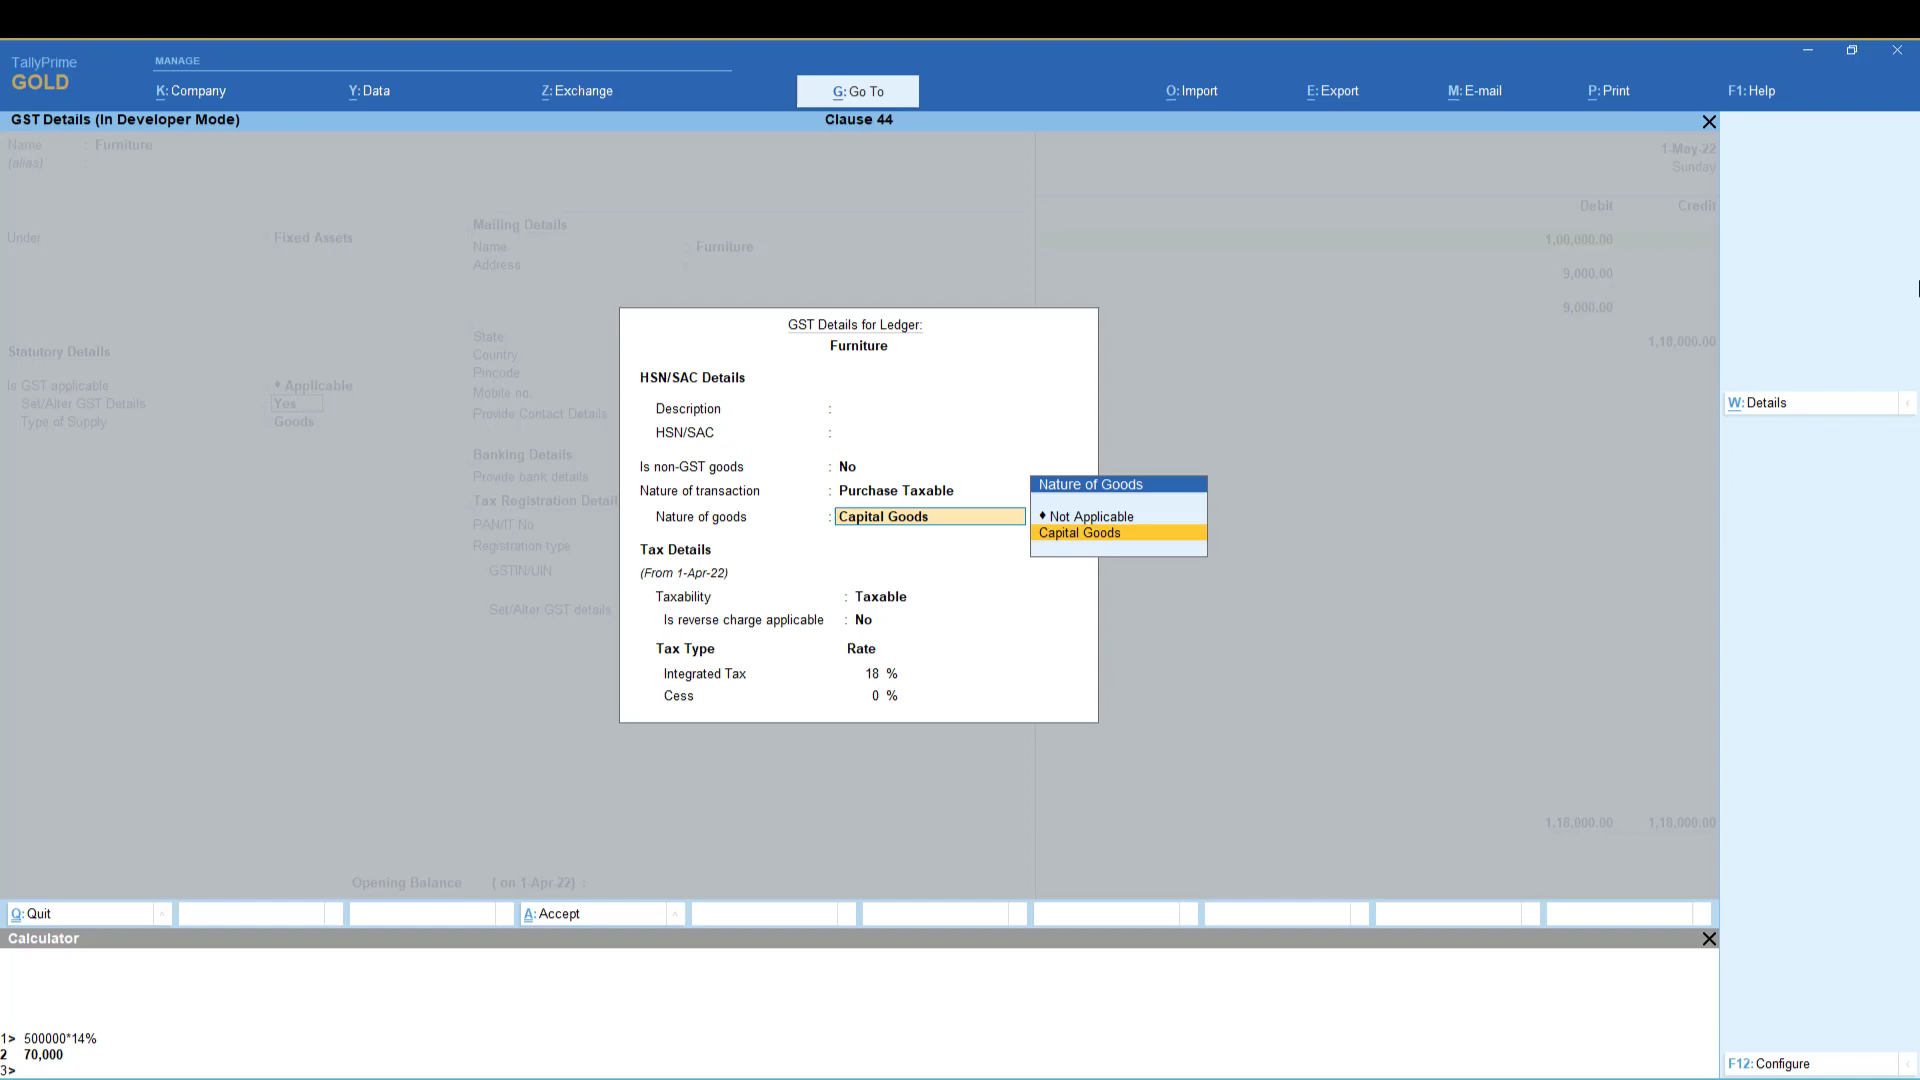 TallyPrime
GOLD
MANAGE
K: Company
Y: Data
Z: Exchange
G: Go To
O: Import
E: Export
M: E-mail
P: Print
F1: Help
GST Details (In Developer Mode)
Clause 44
Name : Furniture
(alias) :
1-May-22
Sunday
Debit Credit
Under : Fixed Assets
Mailing Details
Name : Furniture
Address :
1,00,000.00
9,000.00
9,000.00
1,18,000.00
State
Country
Pincode
Mobile no.
Provide Contact Details
Statutory Details
Is GST applicable : ♦ Applicable
Set/Alter GST Details : Yes
Type of Supply : Goods
Banking Details
Provide bank details
Tax Registration Detail
PAN/IT No
Registration type
GSTIN/UIN
Set/Alter GST details
GST Details for Ledger:
Furniture
HSN/SAC Details
Description :
HSN/SAC :
Is non-GST goods : No
Nature of transaction : Purchase Taxable
Nature of goods : Capital Goods
Tax Details
(From 1-Apr-22)
Taxability : Taxable
Is reverse charge applicable : No
Tax Type Rate
Integrated Tax 18 %
Cess 0 %
Nature of Goods
♦ Not Applicable
Capital Goods
W: Details
1,18,000.00 1,18,000.00
Opening Balance ( on 1-Apr-22) :
Q: Quit
A: Accept
Calculator
1> 500000*14%
2 70,000
3>
F12: Configure